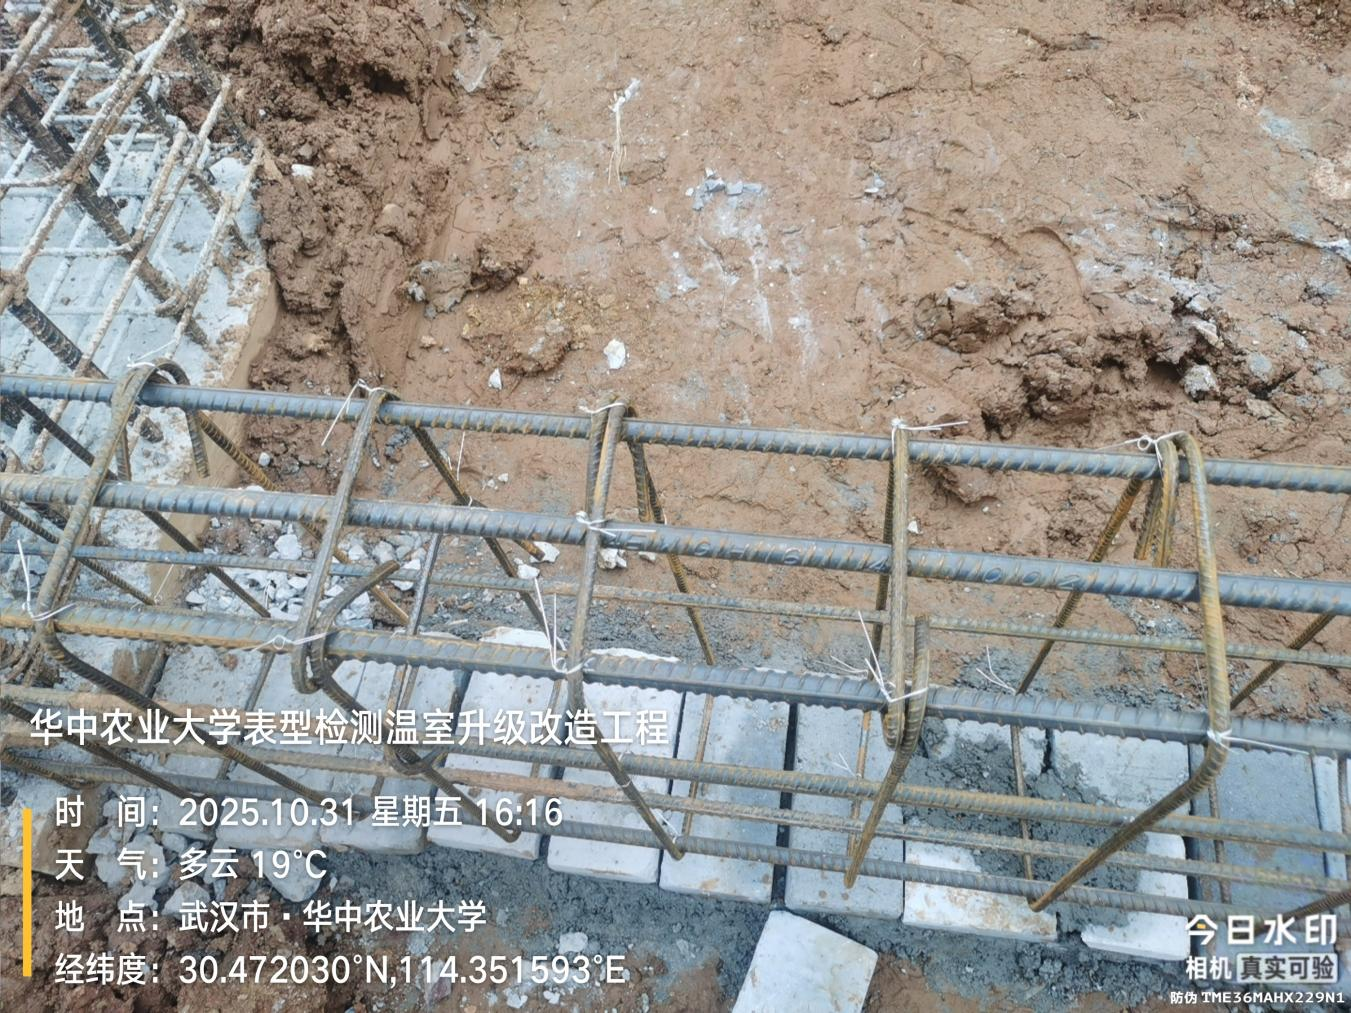 华中农业大学表型检测温室升级改造工程
时 间：2025.10.31 星期五 16:16
天 气：多云 19℃
地 点：武汉市·华中农业大学
经纬度：30.472030°N,114.351593°E
今日水印
相机 真实可验
防伪 TME36MAHX229N1